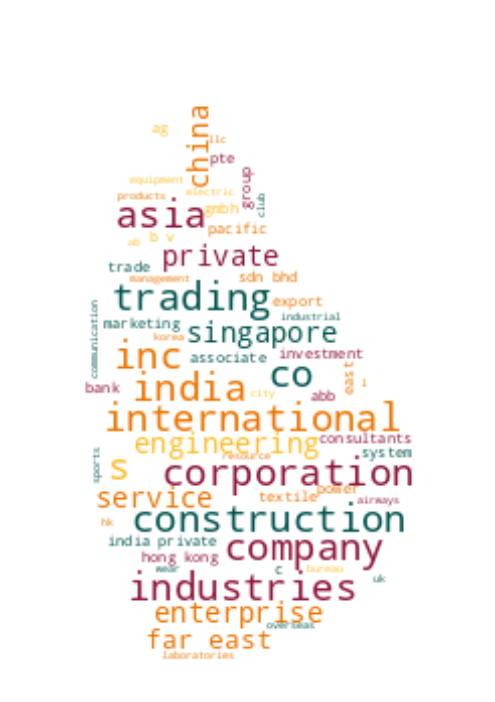 china
ag
llc
pte
group
equipment
electric
products
club
asia
gmbh
pacific
b v
ab
private
trade
management
sdn bhd
trading
export
communication
marketing
industrial
singapore
korea
inc
associate
investment
co
east
l
bank
india
city
abb
international
engineering
consultants
resource
system
sports
s
corporation
service
textile
power
airways
hk
construction
india private
company
hong kong
wear
c
bureau
uk
industries
enterprise
overseas
far east
laboratories